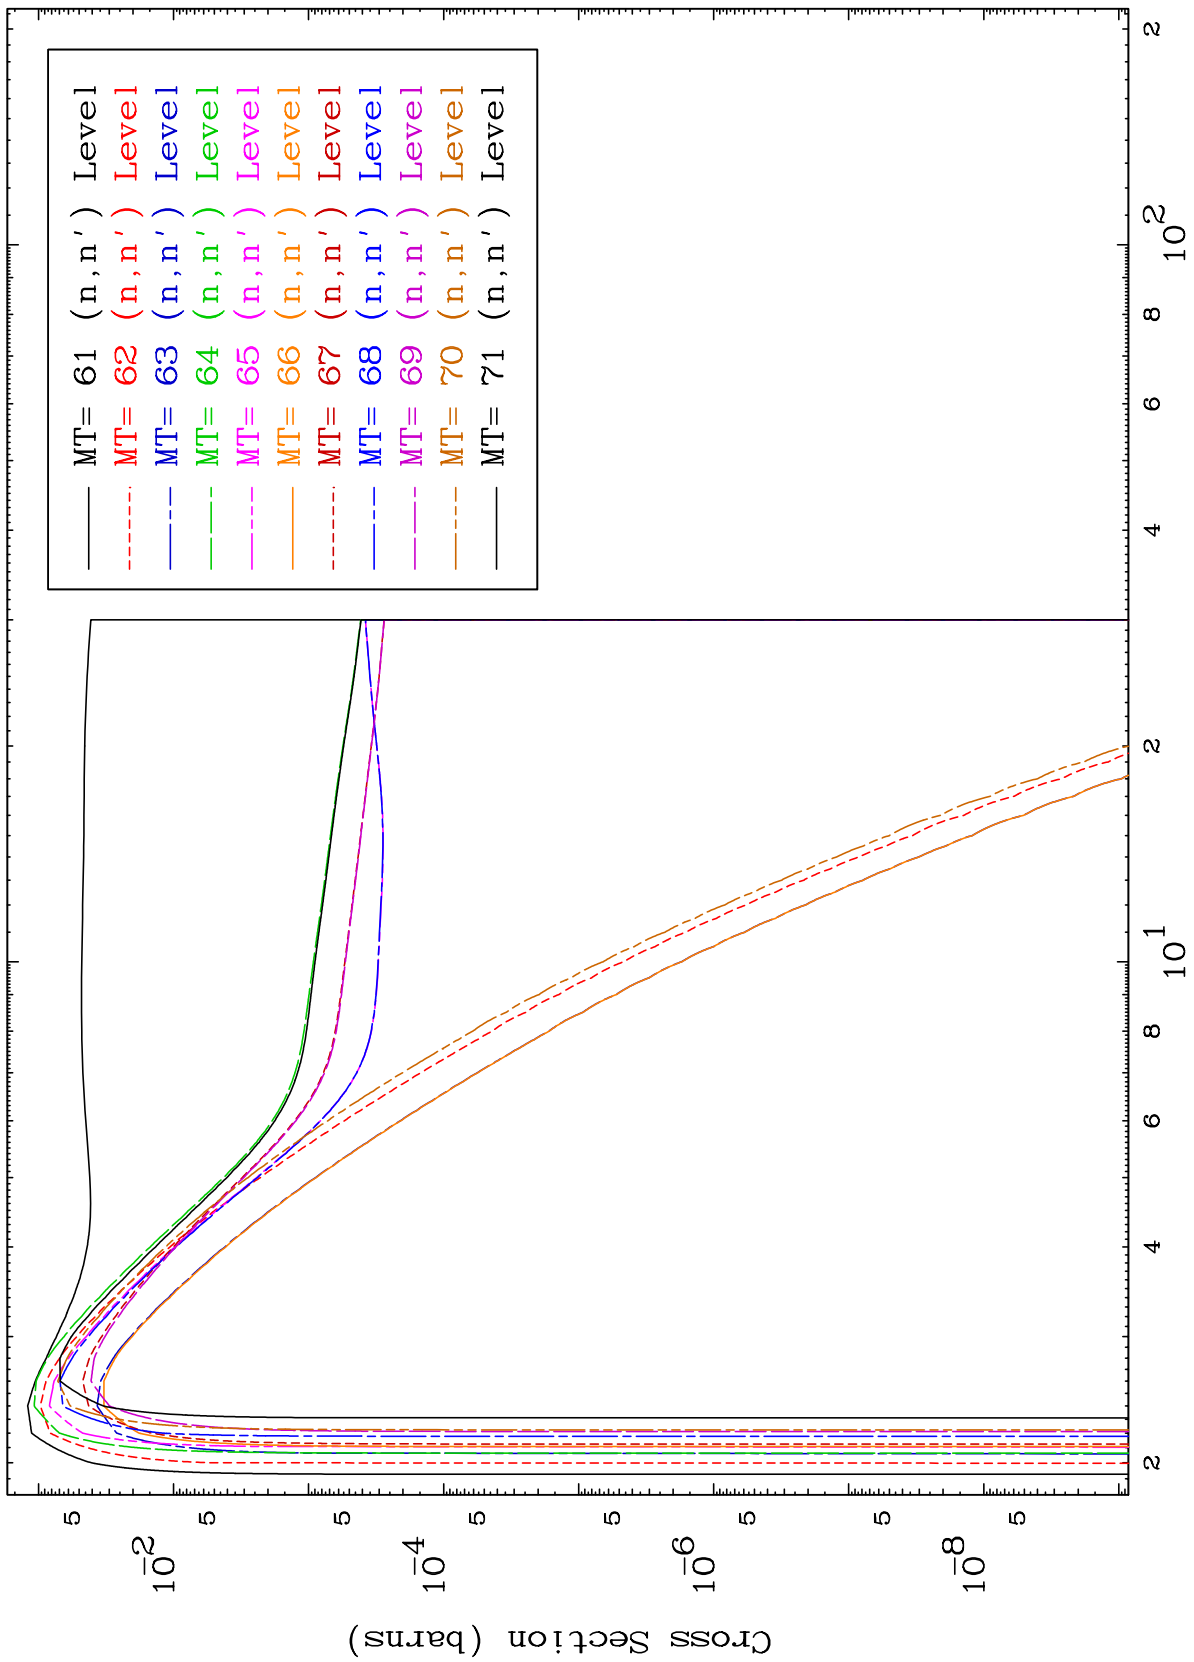 Cross Section (barns)
10^-2
10^-4
10^-6
10^-8
5
5
5
5
5
5
5
5
MT= 61 (n,n') Level
MT= 62 (n,n') Level
MT= 63 (n,n') Level
MT= 64 (n,n') Level
MT= 65 (n,n') Level
MT= 66 (n,n') Level
MT= 67 (n,n') Level
MT= 68 (n,n') Level
MT= 69 (n,n') Level
MT= 70 (n,n') Level
MT= 71 (n,n') Level
2
4
6
8
10^1
2
4
6
8
10^2
2